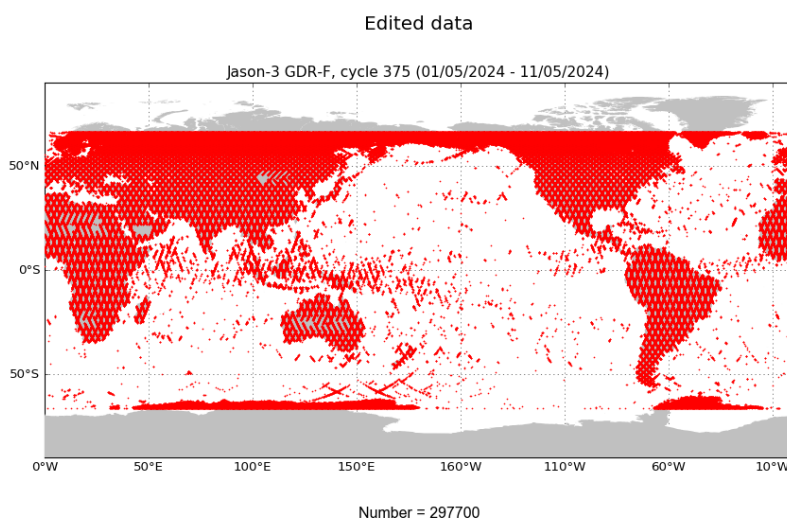 Edited data
Jason-3 GDR-F, cycle 375 (01/05/2024 - 11/05/2024)
50°N
0°S
50°S
0°W 50°E 100°E 150°E 160°W 110°W 60°W 10°W
Number = 297700